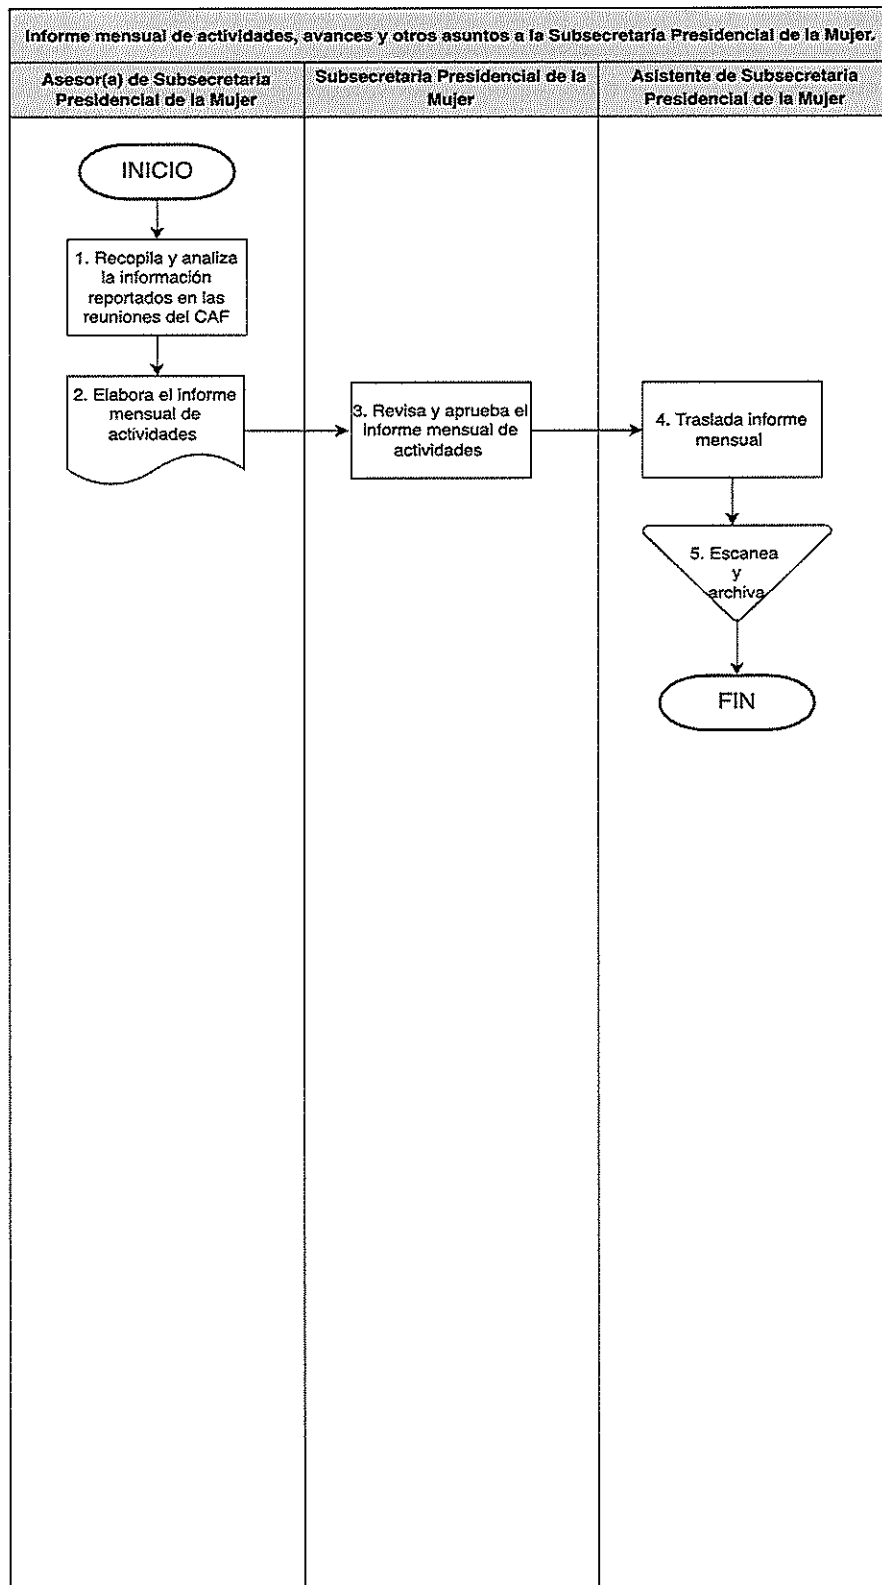 Informe mensual de actividades, avances y otros asuntos a la Subsecretaría Presidencial de la Mujer.
Asesor(a) de Subsecretaria
Presidencial de la Mujer
Subsecretaria Presidencial de la
Mujer
Asistente de Subsecretaria
Presidencial de la Mujer
INICIO
1. Recopila y analiza
la información
reportados en las
reuniones del CAF
2. Elabora el informe
mensual de
actividades
3. Revisa y aprueba el
informe mensual de
actividades
4. Traslada informe
mensual
5. Escanea
y
archiva
FIN